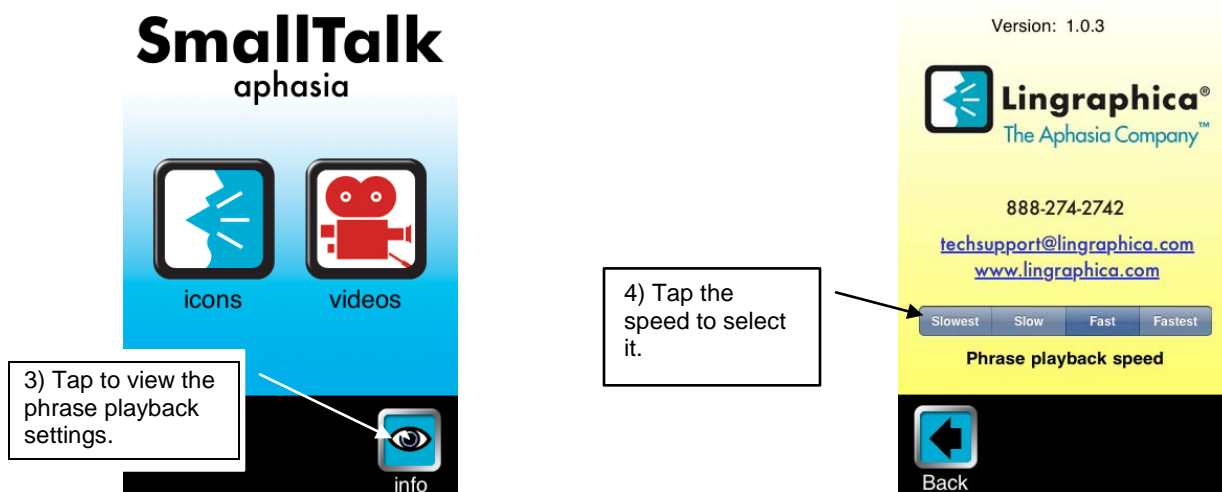 SmallTalk
aphasia
icons
videos
3) Tap to view the
phrase playback
settings.
info
Version: 1.0.3
Lingraphica®
The Aphasia Company™
888-274-2742
techsupport@lingraphica.com
www.lingraphica.com
4) Tap the
speed to select
it.
Slowest Slow Fast Fastest
Phrase playback speed
Back